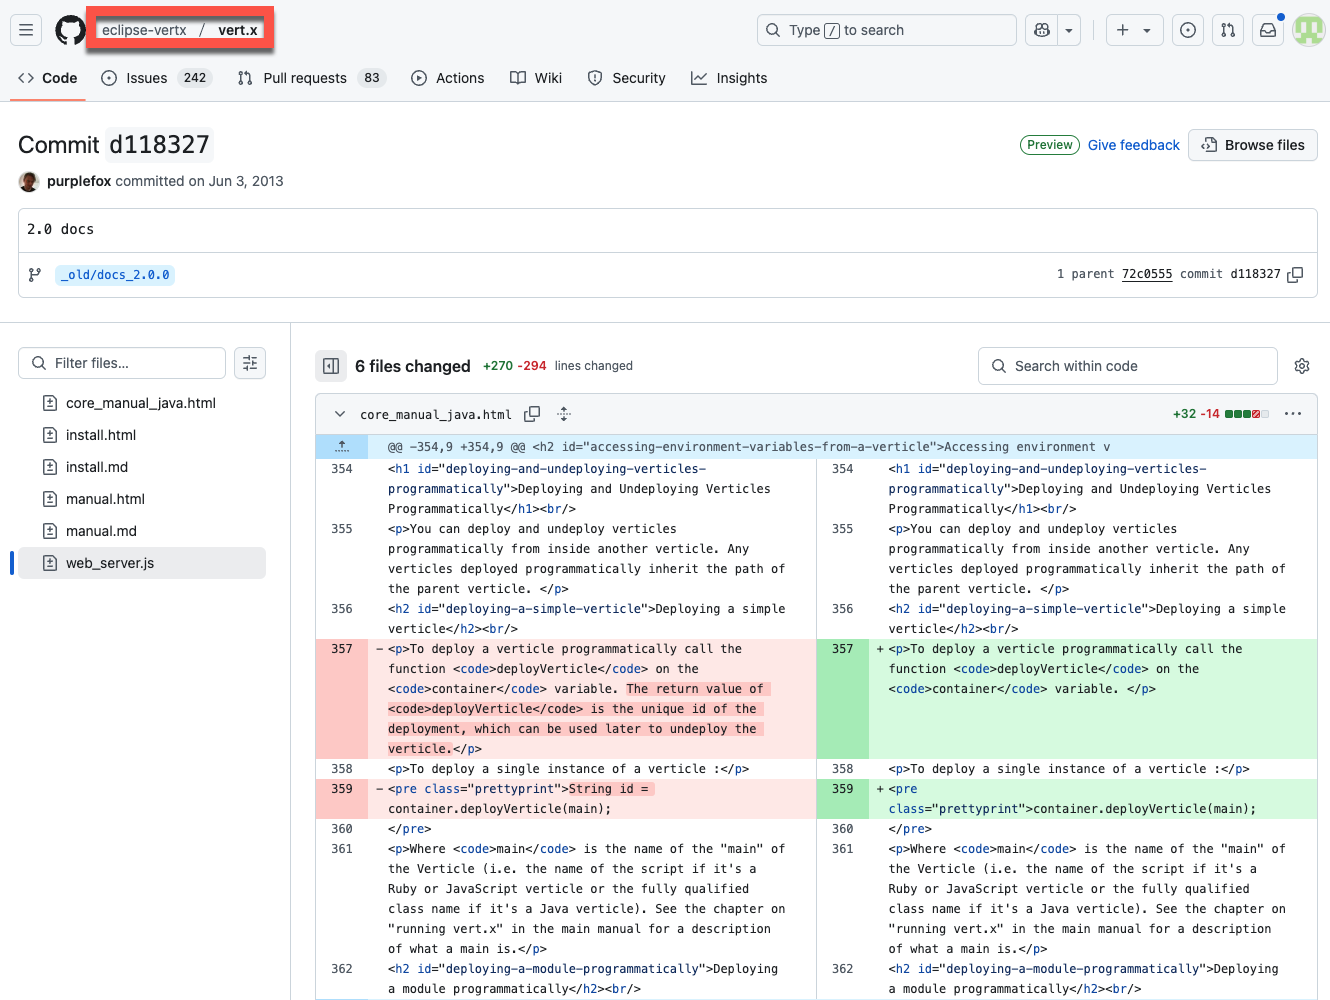 eclipse-vertx / vert.x
Type / to search
Code
Issues 242
Pull requests 83
Actions
Wiki
Security
Insights
Commit d118327
Preview
Give feedback
Browse files
purplefox committed on Jun 3, 2013
2.0 docs
_old/docs_2.0.0
1 parent 72c0555 commit d118327
Filter files...
core_manual_java.html
install.html
install.md
manual.html
manual.md
web_server.js
6 files changed +270 -294 lines changed
Search within code
core_manual_java.html
+32 -14
@@ -354,9 +354,9 @@ <h2 id="accessing-environment-variables-from-a-verticle">Accessing environment v
354 <h1 id="deploying-and-undeploying-verticles-
programmatically">Deploying and Undeploying Verticles
Programmatically</h1><br/>
355 <p>You can deploy and undeploy verticles
programmatically from inside another verticle. Any
verticles deployed programmatically inherit the path of
the parent verticle. </p>
356 <h2 id="deploying-a-simple-verticle">Deploying a simple
verticle</h2><br/>
357 -<p>To deploy a verticle programmatically call the
function <code>deployVerticle</code> on the
<code>container</code> variable. The return value of
<code>deployVerticle</code> is the unique id of the
deployment, which can be used later to undeploy the
verticle.</p>
358 <p>To deploy a single instance of a verticle :</p>
359 -<pre class="prettyprint">String id =
container.deployVerticle(main);
360 </pre>
361 <p>Where <code>main</code> is the name of the "main" of
the Verticle (i.e. the name of the script if it's a
Ruby or JavaScript verticle or the fully qualified
class name if it's a Java verticle). See the chapter on
"running vert.x" in the main manual for a description
of what a main is.</p>
362 <h2 id="deploying-a-module-programmatically">Deploying
a module programmatically</h2><br/>
354 <h1 id="deploying-and-undeploying-verticles-
programmatically">Deploying and Undeploying Verticles
Programmatically</h1><br/>
355 <p>You can deploy and undeploy verticles
programmatically from inside another verticle. Any
verticles deployed programmatically inherit the path of
the parent verticle. </p>
356 <h2 id="deploying-a-simple-verticle">Deploying a simple
verticle</h2><br/>
357 +<p>To deploy a verticle programmatically call the
function <code>deployVerticle</code> on the
<code>container</code> variable. </p>
358 <p>To deploy a single instance of a verticle :</p>
359 +<pre
class="prettyprint">container.deployVerticle(main);
360 </pre>
361 <p>Where <code>main</code> is the name of the "main" of
the Verticle (i.e. the name of the script if it's a
Ruby or JavaScript verticle or the fully qualified
class name if it's a Java verticle). See the chapter on
"running vert.x" in the main manual for a description
of what a main is.</p>
362 <h2 id="deploying-a-module-programmatically">Deploying
a module programmatically</h2><br/>